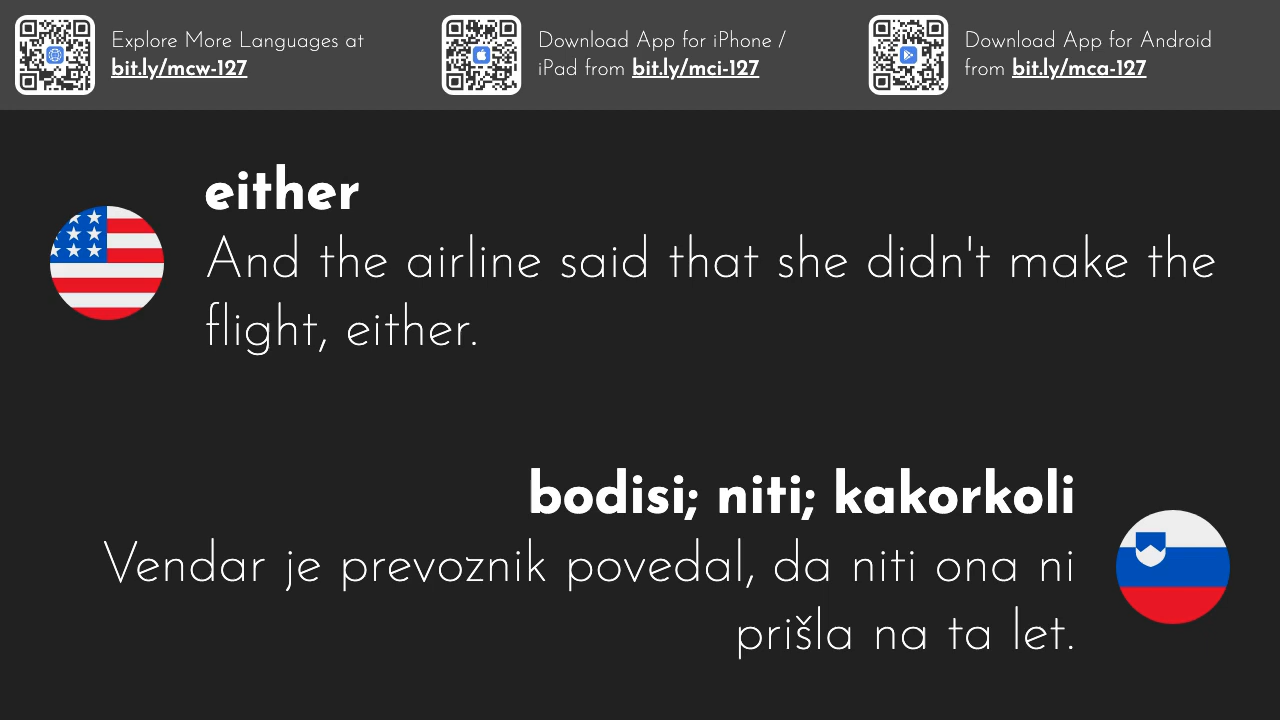 Explore More Languages at
bit.ly/mcw-127
Download App for iPhone /
iPad from bit.ly/mci-127
Download App for Android
from bit.ly/mca-127
either
And the airline said that she didn't make the
flight, either.
bodisi; niti; kakorkoli
Vendar je prevoznik povedal, da niti ona ni
prišla na ta let.